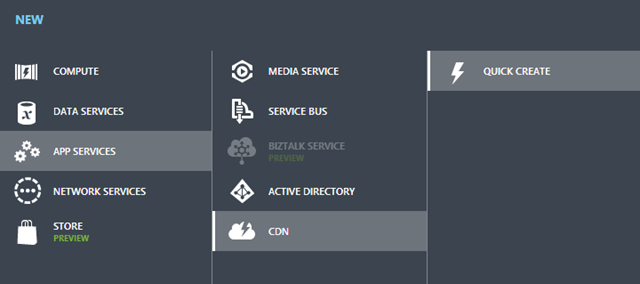 NEW
COMPUTE
DATA SERVICES
APP SERVICES
NETWORK SERVICES
STORE
PREVIEW
MEDIA SERVICE
SERVICE BUS
BIZTALK SERVICE
PREVIEW
ACTIVE DIRECTORY
CDN
QUICK CREATE